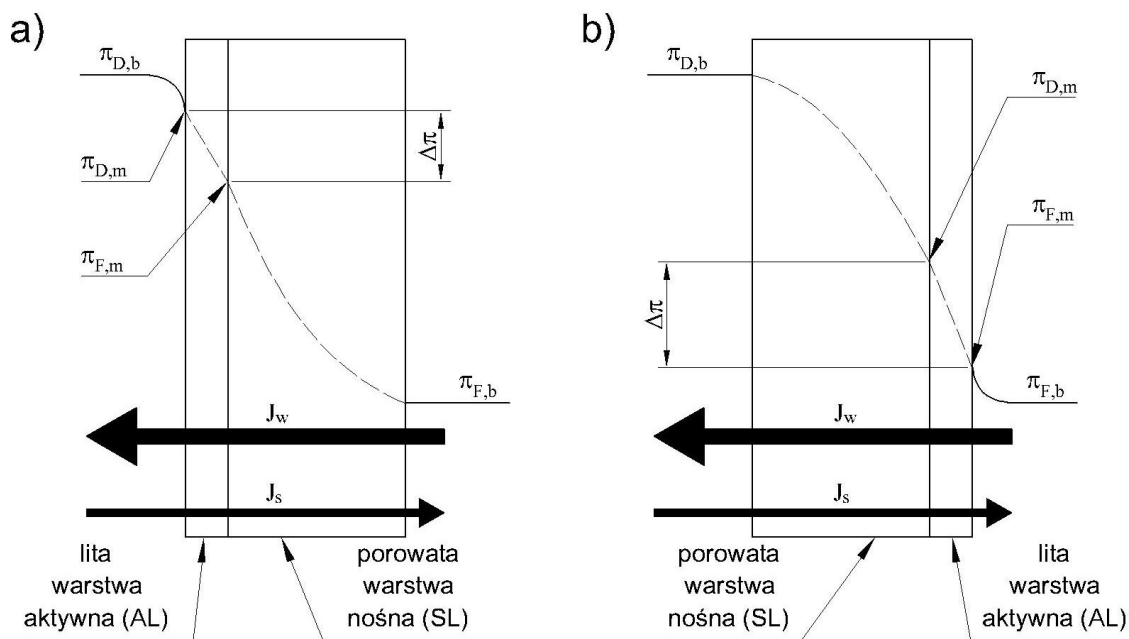 a)
π_D,b
π_D,m
π_F,m
Δπ
π_F,b
J_w
J_s
lita
warstwa
aktywna (AL)
porowata
warstwa
nośna (SL)
b)
π_D,b
π_D,m
π_F,m
Δπ
π_F,b
J_w
J_s
porowata
warstwa
nośna (SL)
lita
warstwa
aktywna (AL)